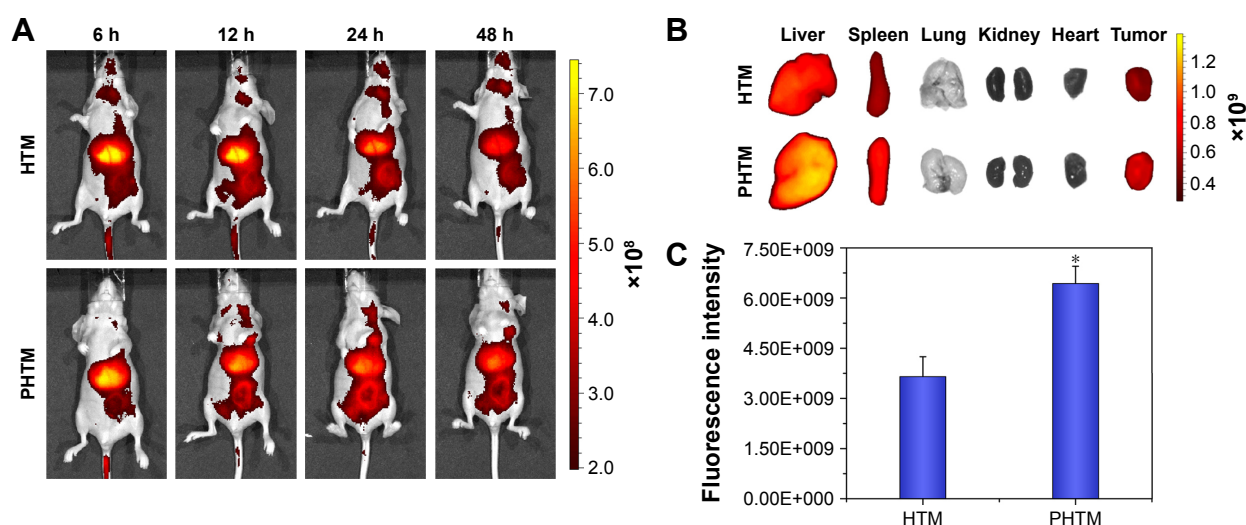 A
6 h 12 h 24 h 48 h
HTM
PHTM
7.0
6.0
5.0
4.0
3.0
2.0
×10⁸
B
Liver Spleen Lung Kidney Heart Tumor
HTM
PHTM
1.2
1.0
0.8
0.6
0.4
×10⁹
C
Fluorescence intensity
7.50E+009
6.00E+009
4.50E+009
3.00E+009
1.50E+009
0.00E+000
*
HTM PHTM